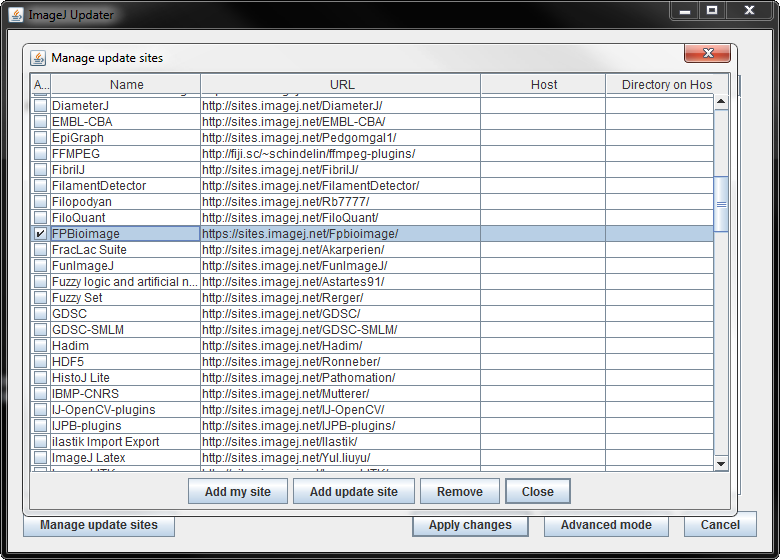 ImageJ Updater
Manage update sites
A... Name URL Host Directory on Hos
DiameterJ http://sites.imagej.net/DiameterJ/
EMBL-CBA http://sites.imagej.net/EMBL-CBA/
EpiGraph http://sites.imagej.net/Pedgomgal1/
FFMPEG http://fiji.sc/~schindelin/ffmpeg-plugins/
FibrilJ http://sites.imagej.net/FibrilJ/
FilamentDetector http://sites.imagej.net/FilamentDetector/
Filopodyan http://sites.imagej.net/Rb7777/
FiloQuant http://sites.imagej.net/FiloQuant/
FPBioimage https://sites.imagej.net/Fpbioimage/
FracLac Suite http://sites.imagej.net/Akarperien/
FunImageJ http://sites.imagej.net/FunImageJ/
Fuzzy logic and artificial n... http://sites.imagej.net/Astartes91/
Fuzzy Set http://sites.imagej.net/Rerger/
GDSC http://sites.imagej.net/GDSC/
GDSC-SMLM http://sites.imagej.net/GDSC-SMLM/
Hadim http://sites.imagej.net/Hadim/
HDF5 http://sites.imagej.net/Ronneber/
HistoJ Lite http://sites.imagej.net/Pathomation/
IBMP-CNRS http://sites.imagej.net/Mutterer/
IJ-OpenCV-plugins http://sites.imagej.net/IJ-OpenCV/
IJPB-plugins http://sites.imagej.net/IJPB-plugins/
ilastik Import Export http://sites.imagej.net/Ilastik/
ImageJ Latex http://sites.imagej.net/Yul.liuyu/
Add my site Add update site Remove Close
Manage update sites Apply changes Advanced mode Cancel